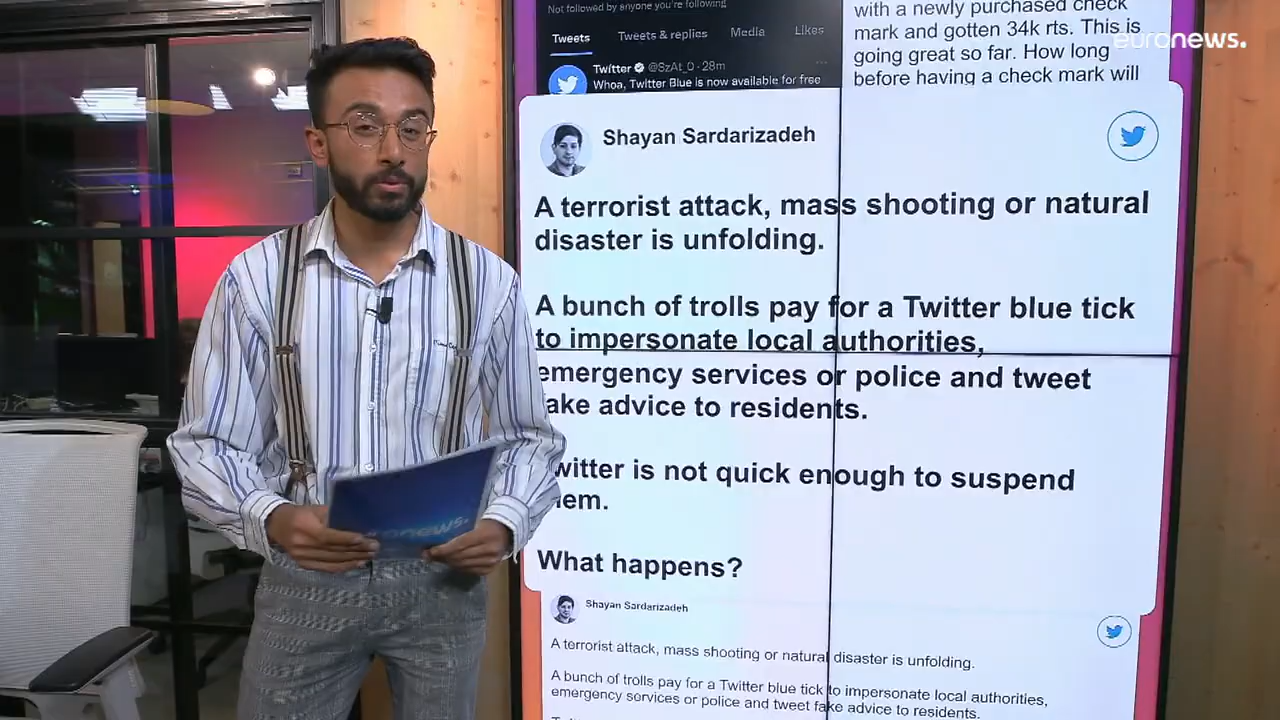 Not followed by anyone you're following
Tweets Tweets & replies Media Likes
Twitter @SzAt_0 · 28m
Whoa, Twitter Blue is now available for free
with a newly purchased check
mark and gotten 34k rts. This is
going great so far. How long
before having a check mark will
euronews.
Shayan Sardarizadeh
A terrorist attack, mass shooting or natural
disaster is unfolding.
A bunch of trolls pay for a Twitter blue tick
to impersonate local authorities,
emergency services or police and tweet
ake advice to residents.
witter is not quick enough to suspend
em.
What happens?
Shayan Sardarizadeh
A terrorist attack, mass shooting or natural disaster is unfolding.
A bunch of trolls pay for a Twitter blue tick to impersonate local authorities,
emergency services or police and tweet fake advice to residents.
euronews.